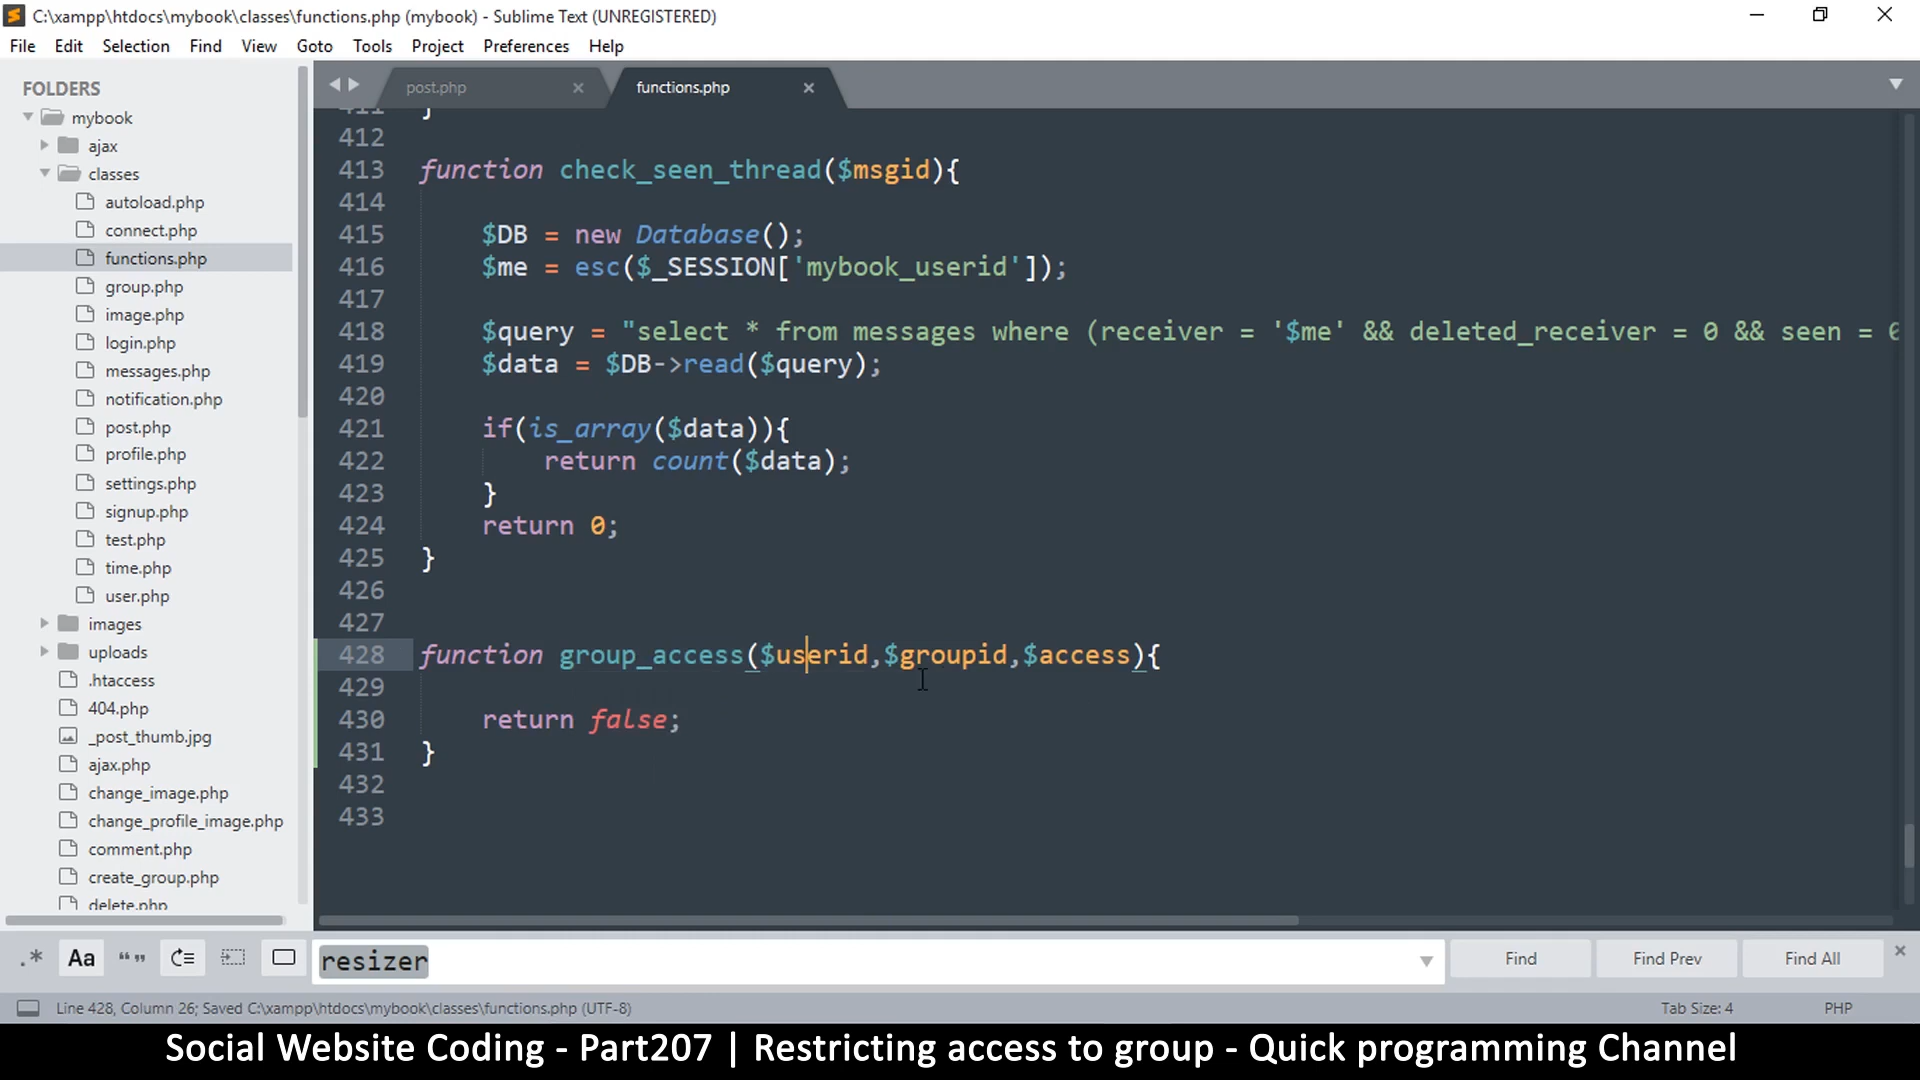 C:\xampp\htdocs\mybook\classes\functions.php (mybook) - Sublime Text (UNREGISTERED)
File Edit Selection Find View Goto Tools Project Preferences Help
FOLDERS
mybook
ajax
classes
autoload.php
connect.php
functions.php
group.php
image.php
login.php
messages.php
notification.php
post.php
profile.php
settings.php
signup.php
test.php
time.php
user.php
images
uploads
.htaccess
404.php
_post_thumb.jpg
ajax.php
change_image.php
change_profile_image.php
comment.php
create_group.php
delete.php
post.php functions.php
411 }
412
413 function check_seen_thread($msgid){
414
415 $DB = new Database();
416 $me = esc($_SESSION['mybook_userid']);
417
418 $query = "select * from messages where (receiver = '$me' && deleted_receiver = 0 && seen = 0
419 $data = $DB->read($query);
420
421 if(is_array($data)){
422 return count($data);
423 }
424 return 0;
425 }
426
427
428 function group_access($userid,$groupid,$access){
429
430 return false;
431 }
432
433
.* Aa “” resizer Find Find Prev Find All
Line 428, Column 26; Saved C:\xampp\htdocs\mybook\classes\functions.php (UTF-8) Tab Size: 4 PHP
Social Website Coding - Part207 | Restricting access to group - Quick programming Channel